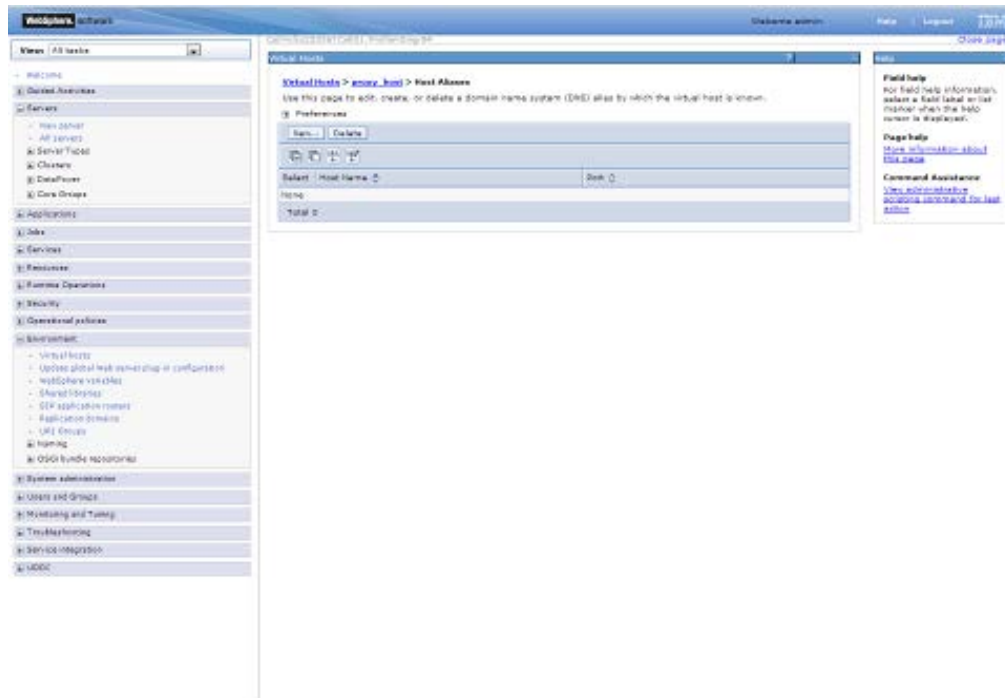 WebSphere. software
Welcome admin
Help
Logout
IBM
View: All tasks
Welcome
Guided Activities
Servers
New server
All servers
Server Types
Clusters
DataPower
Core Groups
Applications
Jobs
Services
Resources
Runtime Operations
Security
Operational policies
Environment
Virtual hosts
Update global Web server plug-in configuration
WebSphere variables
Shared libraries
SIP application routers
Replication domains
URI Groups
Naming
OSGi bundle repositories
System administration
Users and Groups
Monitoring and Tuning
Troubleshooting
Service integration
UDDI
Close page
Virtual Hosts
?
Virtual Hosts > proxy_host > Host Aliases
Use this page to edit, create, or delete a domain name system (DNS) alias by which the virtual host is known.
Preferences
New... Delete
Select Host Name Port
None
Total 0
Help
Field help
For field help information,
select a field label or list
marker when the help
cursor is displayed.
Page help
More information about
this page
Command Assistance
View administrative
scripting command for last
action